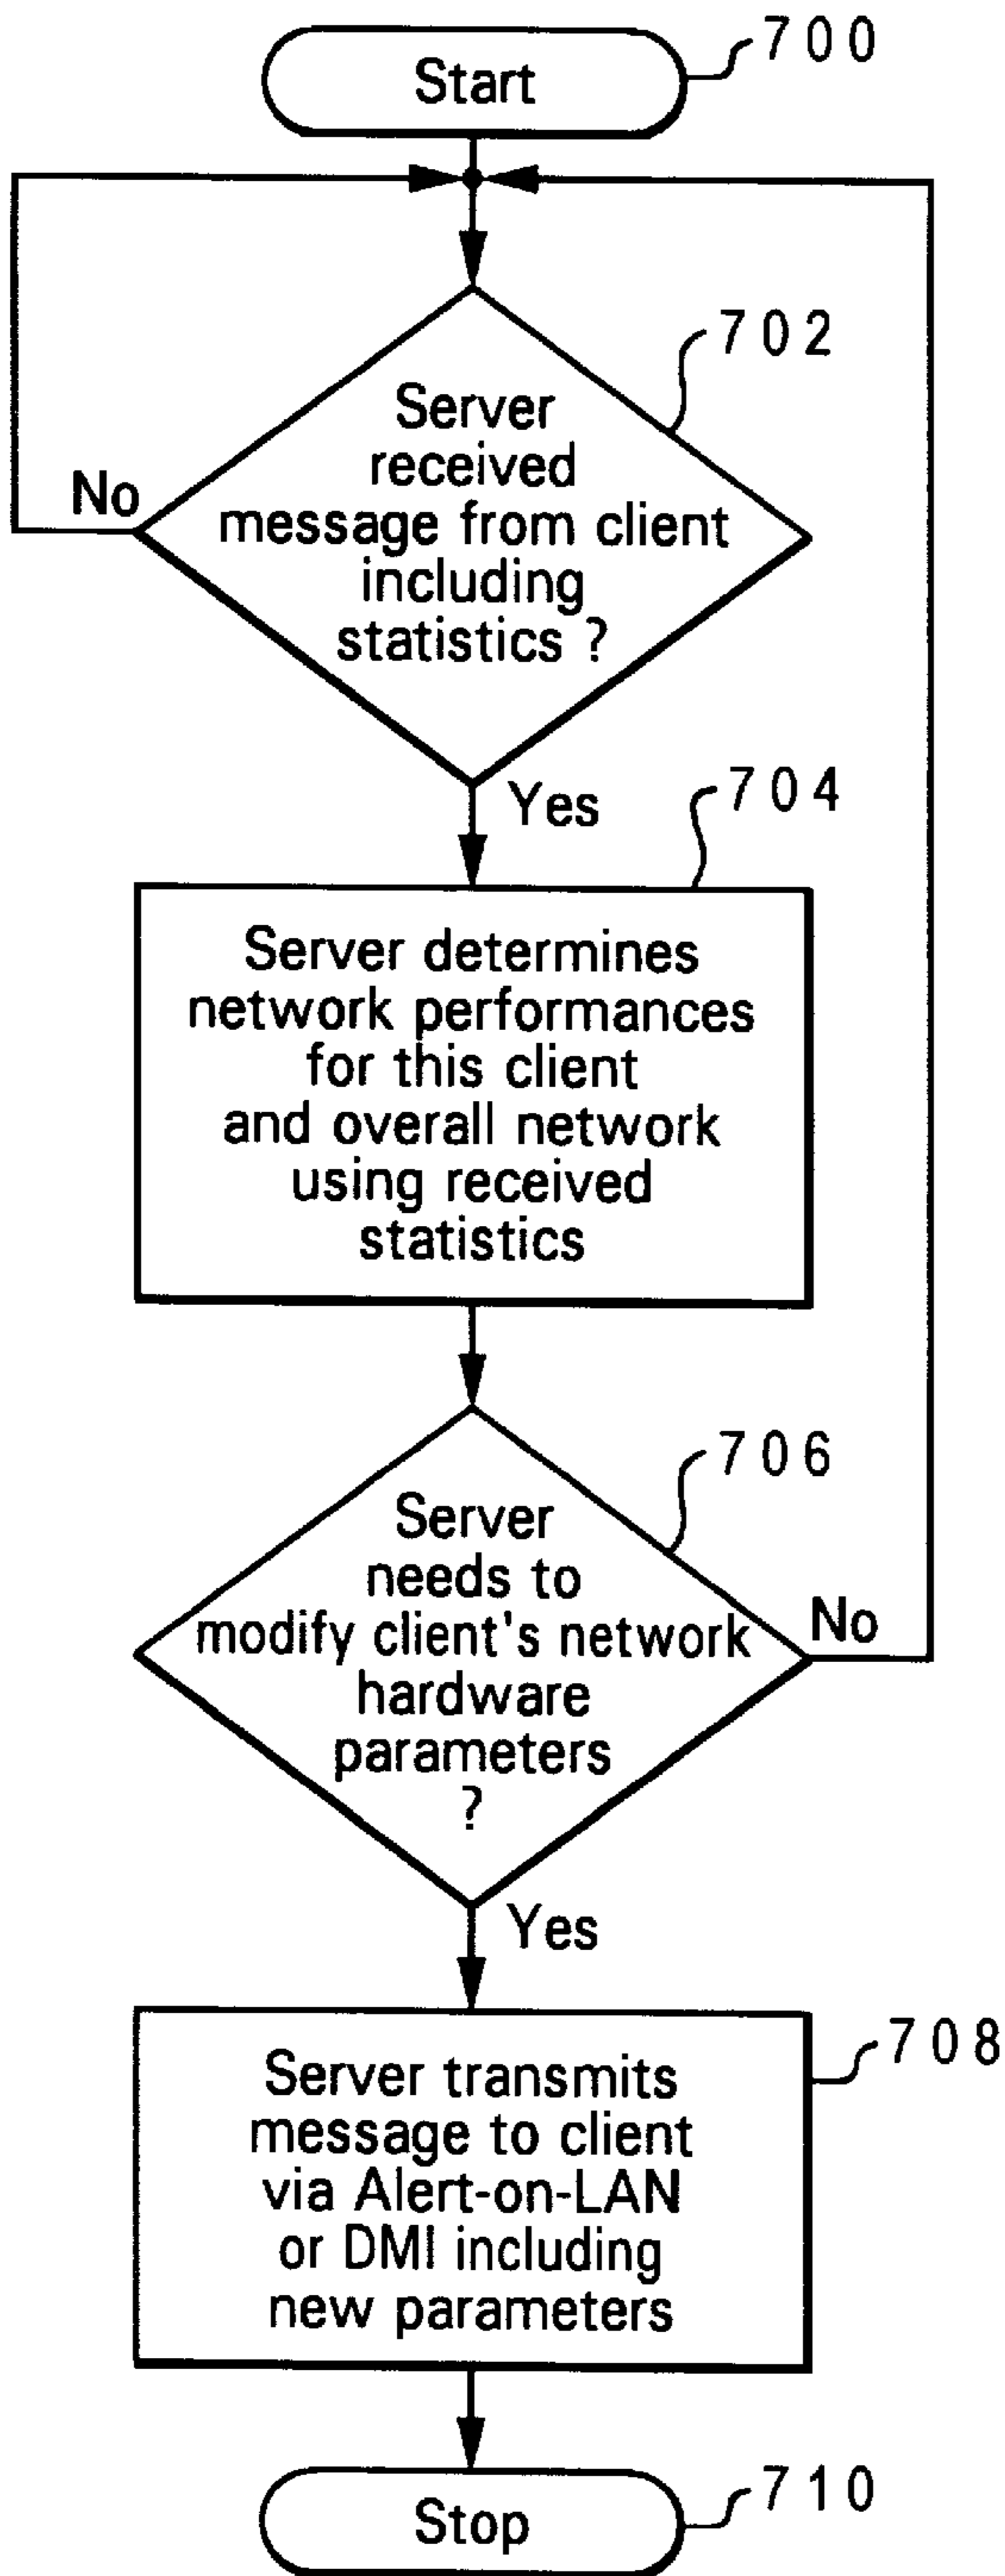 Start
700
702
Server
received
message from client
including
statistics ?
No
Yes
704
Server determines
network performances
for this client
and overall network
using received
statistics
706
Server
needs to
modify client's network
hardware
parameters
?
No
Yes
708
Server transmits
message to client
via Alert-on-LAN
or DMI including
new parameters
Stop
710